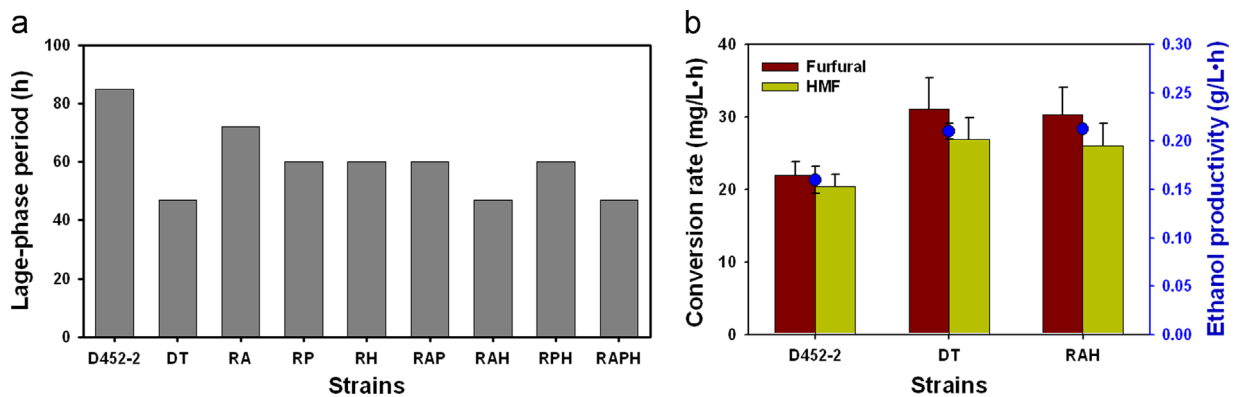 a
Lage-phase period (h)
100
80
60
40
20
0
D452-2 DT RA RP RH RAP RAH RPH RAPH
Strains
b
Conversion rate (mg/L•h)
40
30
20
10
0
Furfural
HMF
Ethanol productivity (g/L•h)
0.30
0.25
0.20
0.15
0.10
0.05
0.00
D452-2 DT RAH
Strains